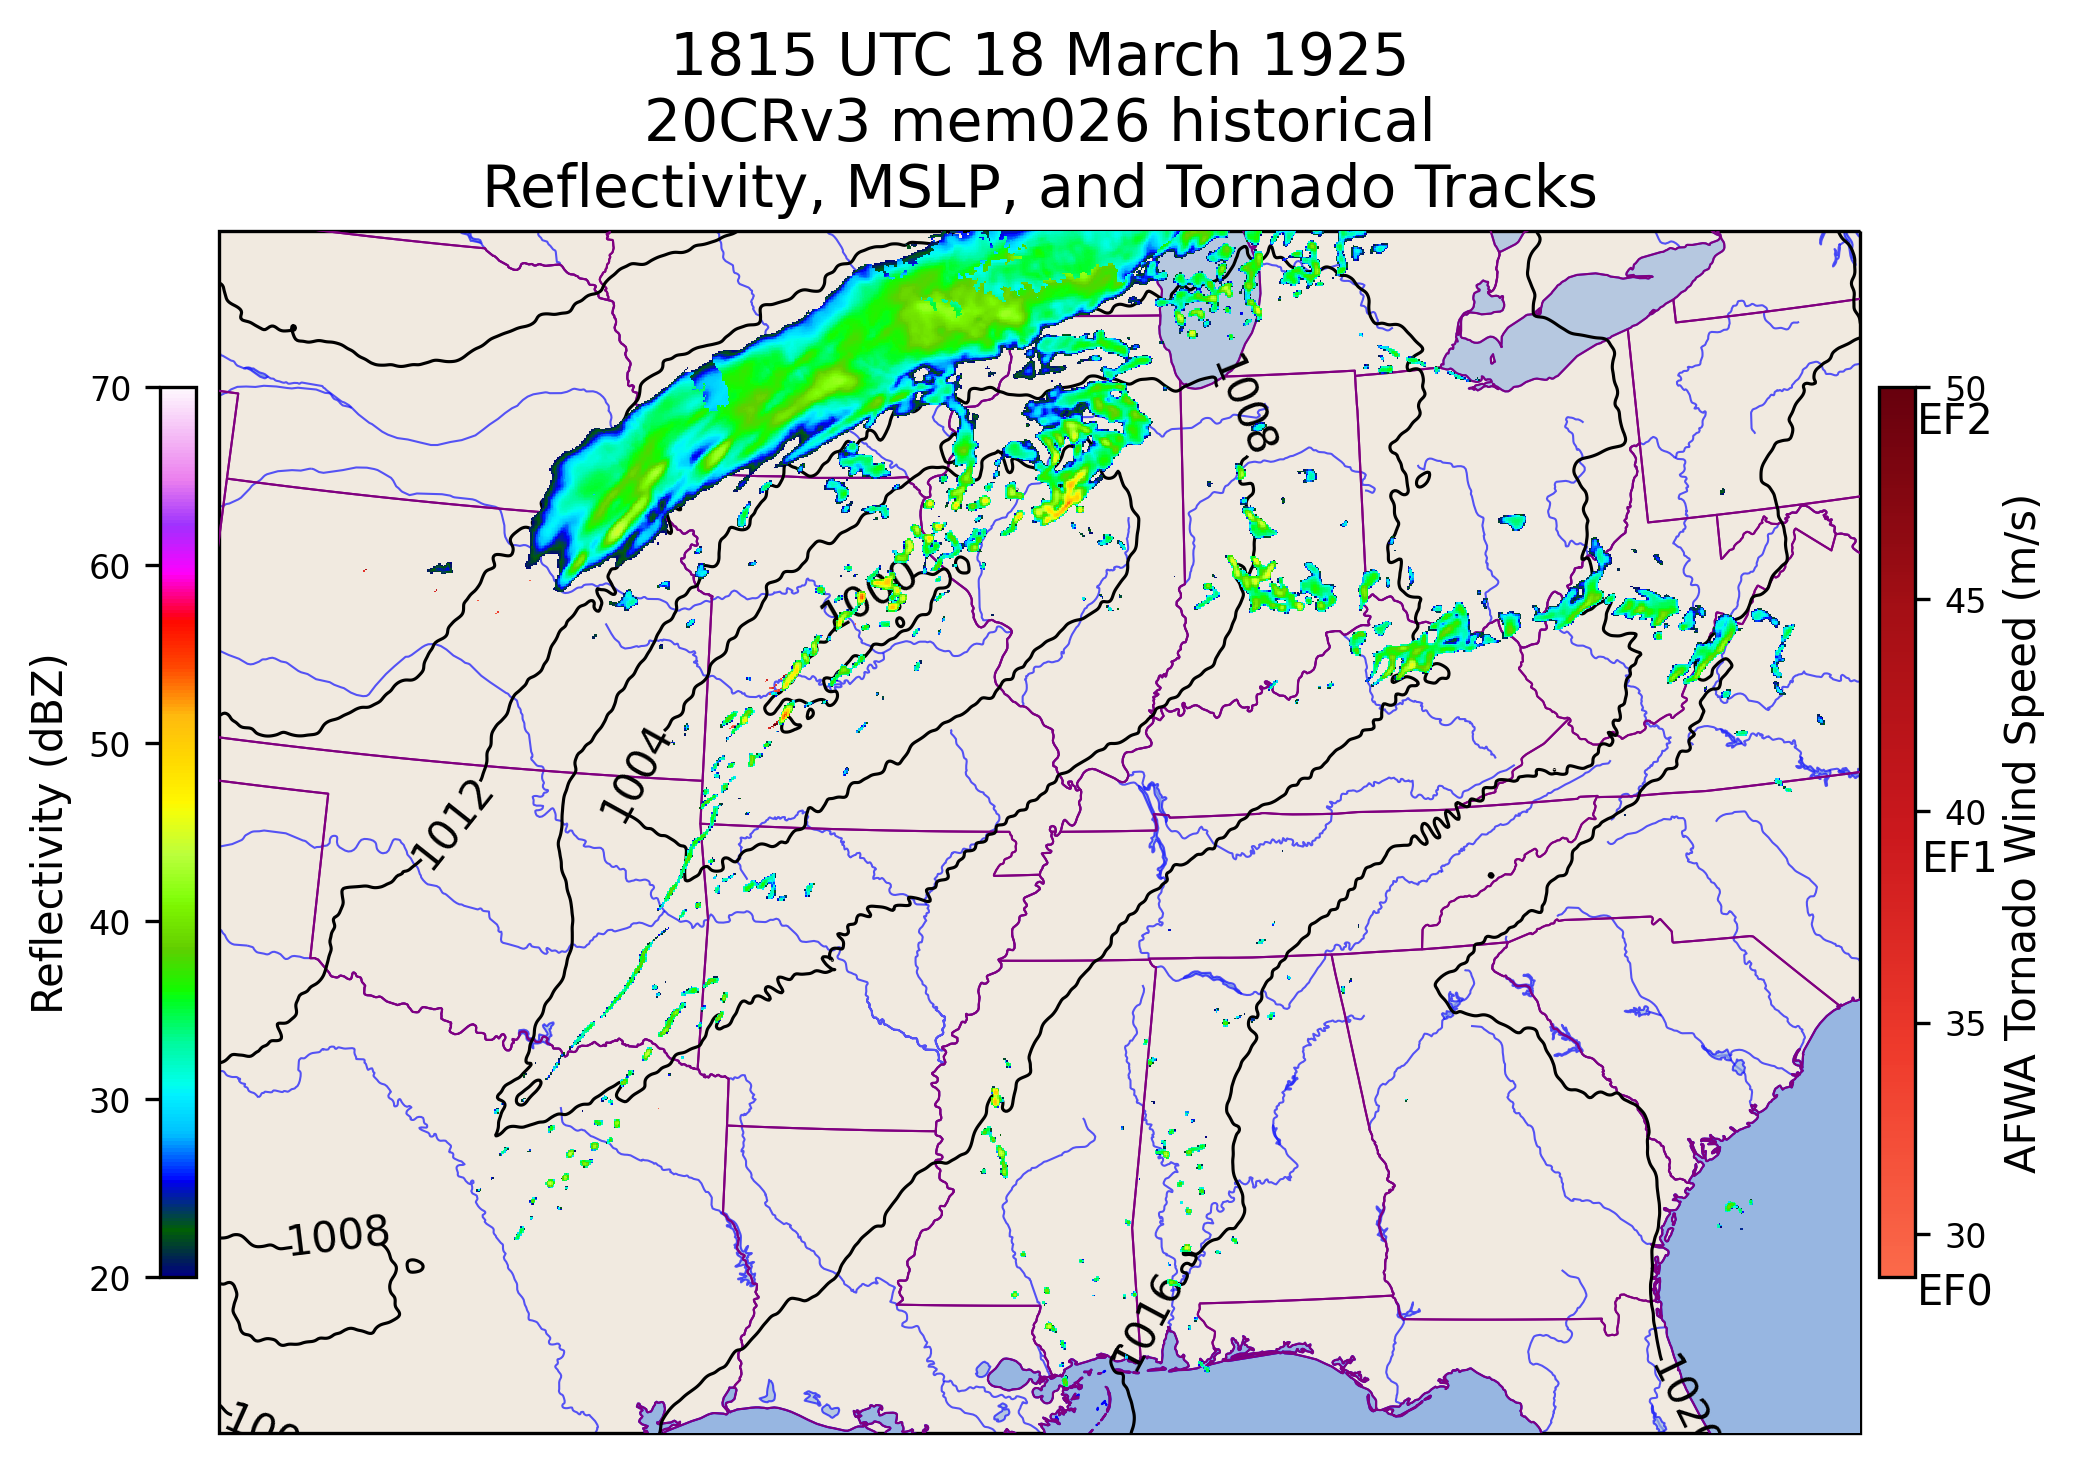 1815 UTC 18 March 1925
20CRv3 mem026 historical
Reflectivity, MSLP, and Tornado Tracks
Reflectivity (dBZ)
70
60
50
40
30
20
1008
1000
1004
1012
1008
1016
1020
50
EF2
45
40
EF1
35
30
EF0
AFWA Tornado Wind Speed (m/s)